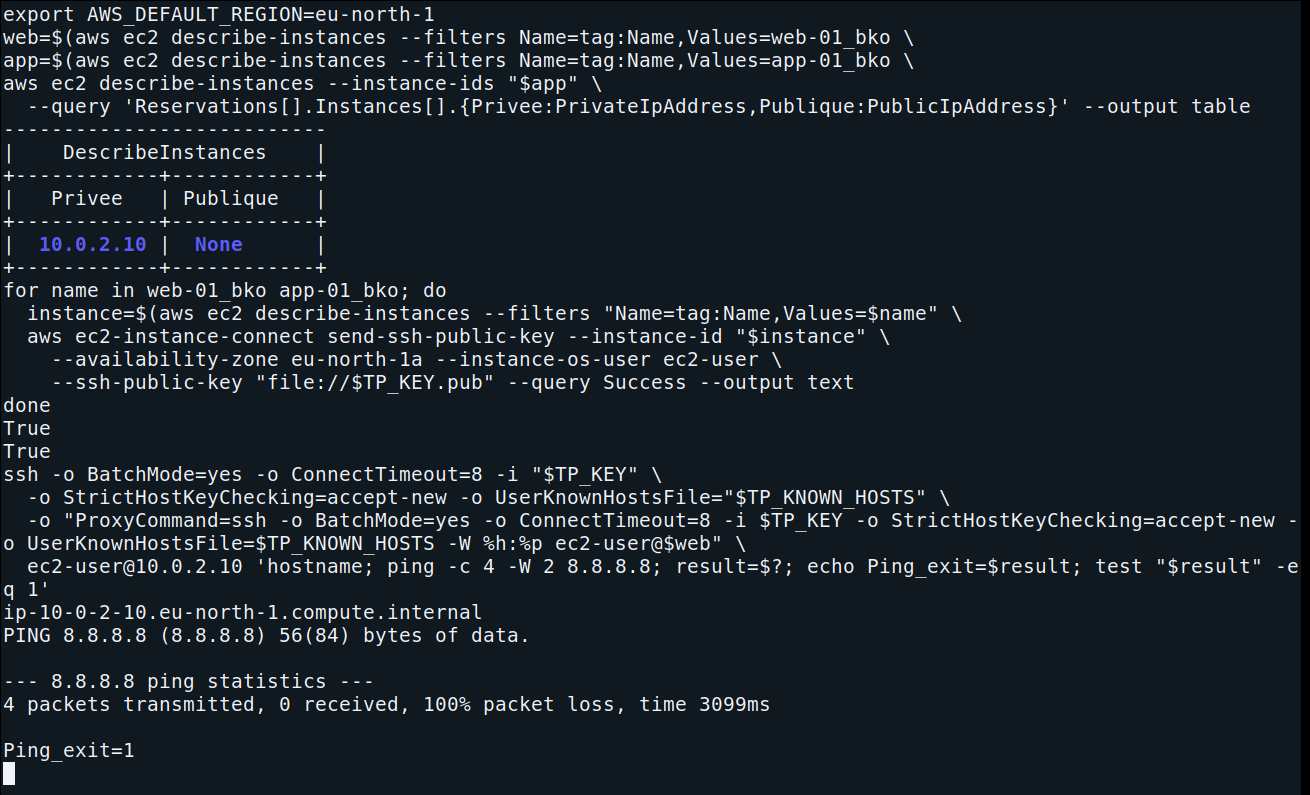 export AWS_DEFAULT_REGION=eu-north-1
web=$(aws ec2 describe-instances --filters Name=tag:Name,Values=web-01_bko \
app=$(aws ec2 describe-instances --filters Name=tag:Name,Values=app-01_bko \
aws ec2 describe-instances --instance-ids "$app" \
  --query 'Reservations[].Instances[].{Privee:PrivateIpAddress,Publique:PublicIpAddress}' --output table
---------------------------
|    DescribeInstances    |
+------------+------------+
|   Privee   | Publique   |
+------------+------------+
|  10.0.2.10 |  None      |
+------------+------------+
for name in web-01_bko app-01_bko; do
  instance=$(aws ec2 describe-instances --filters "Name=tag:Name,Values=$name" \
  aws ec2-instance-connect send-ssh-public-key --instance-id "$instance" \
    --availability-zone eu-north-1a --instance-os-user ec2-user \
    --ssh-public-key "file://$TP_KEY.pub" --query Success --output text
done
True
True
ssh -o BatchMode=yes -o ConnectTimeout=8 -i "$TP_KEY" \
  -o StrictHostKeyChecking=accept-new -o UserKnownHostsFile="$TP_KNOWN_HOSTS" \
  -o "ProxyCommand=ssh -o BatchMode=yes -o ConnectTimeout=8 -i $TP_KEY -o StrictHostKeyChecking=accept-new -
o UserKnownHostsFile=$TP_KNOWN_HOSTS -W %h:%p ec2-user@$web" \
  ec2-user@10.0.2.10 'hostname; ping -c 4 -W 2 8.8.8.8; result=$?; echo Ping_exit=$result; test "$result" -e
q 1'
ip-10-0-2-10.eu-north-1.compute.internal
PING 8.8.8.8 (8.8.8.8) 56(84) bytes of data.

--- 8.8.8.8 ping statistics ---
4 packets transmitted, 0 received, 100% packet loss, time 3099ms

Ping_exit=1